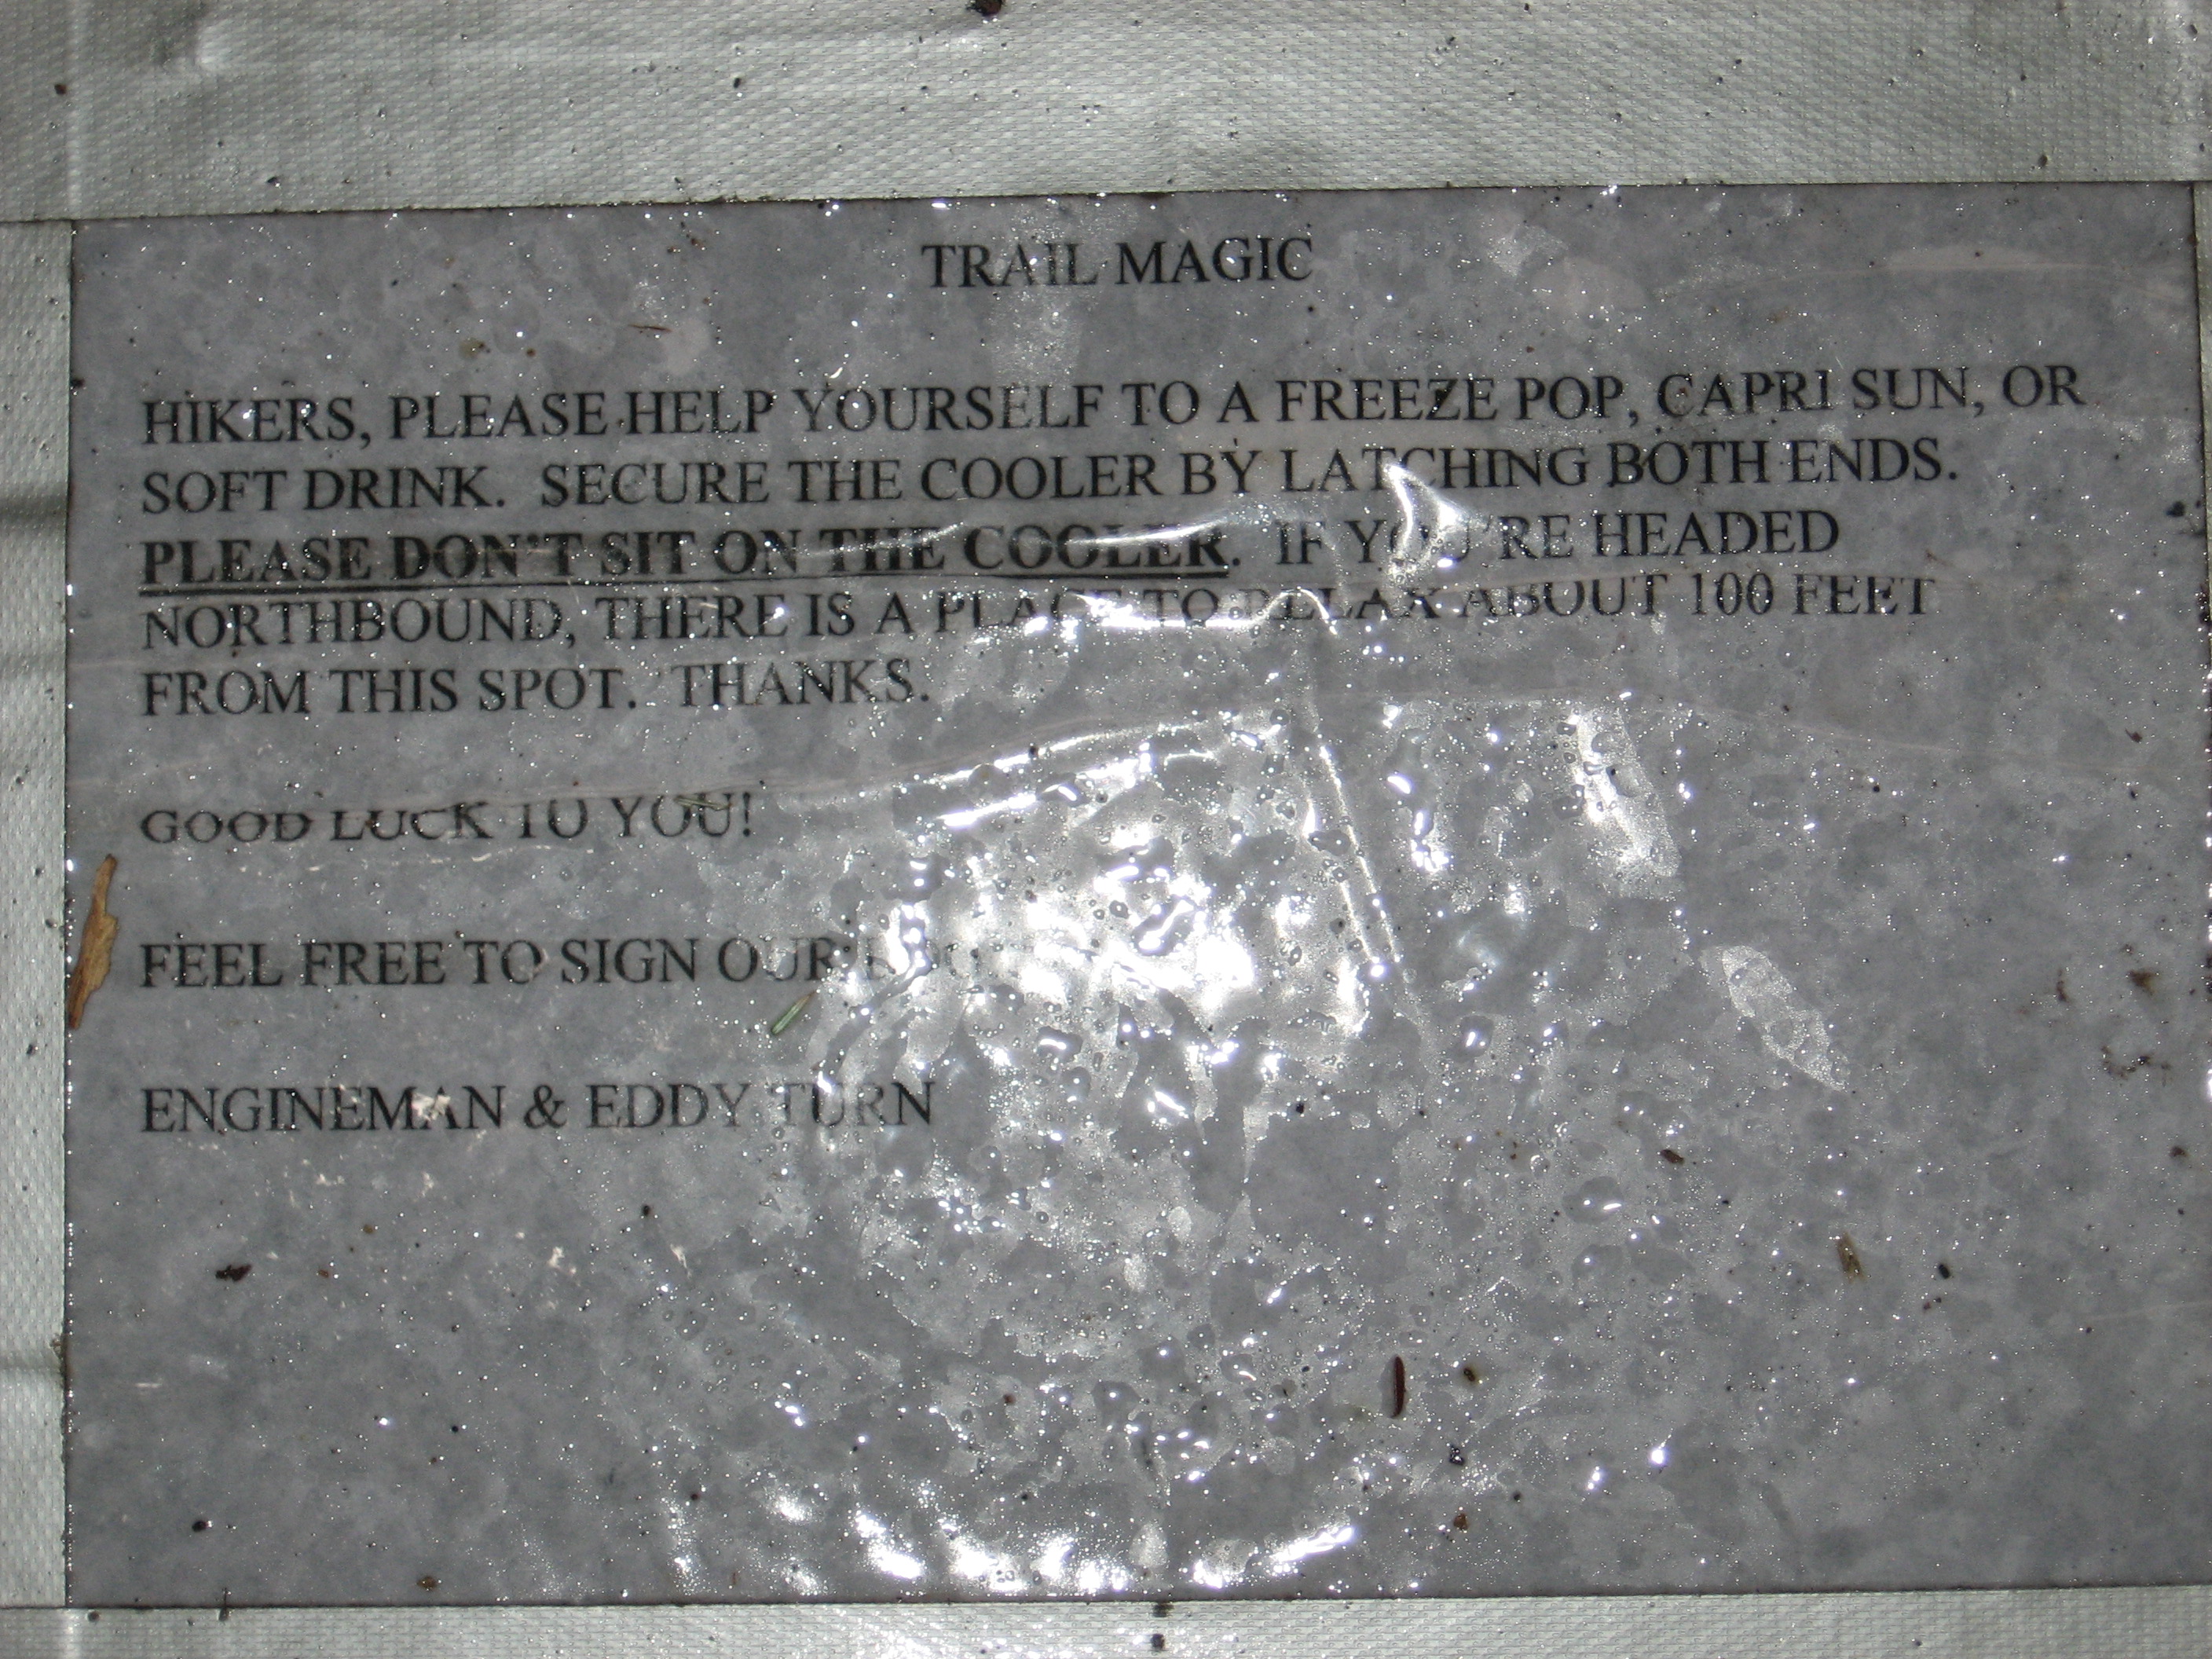 TRAIL MAGIC
HIKERS, PLEASE HELP YOURSELF TO A FREEZE POP, CAPRI SUN, OR
SOFT DRINK. SECURE THE COOLER BY LATCHING BOTH ENDS.
PLEASE DON'T SIT ON THE COOLER. IF YOU'RE HEADED
NORTHBOUND, THERE IS A PLACE TO RELAX ABOUT 100 FEET
FROM THIS SPOT. THANKS.
GOOD LUCK TO YOU!
FEEL FREE TO SIGN OUR
ENGINEMAN & EDDY TURN